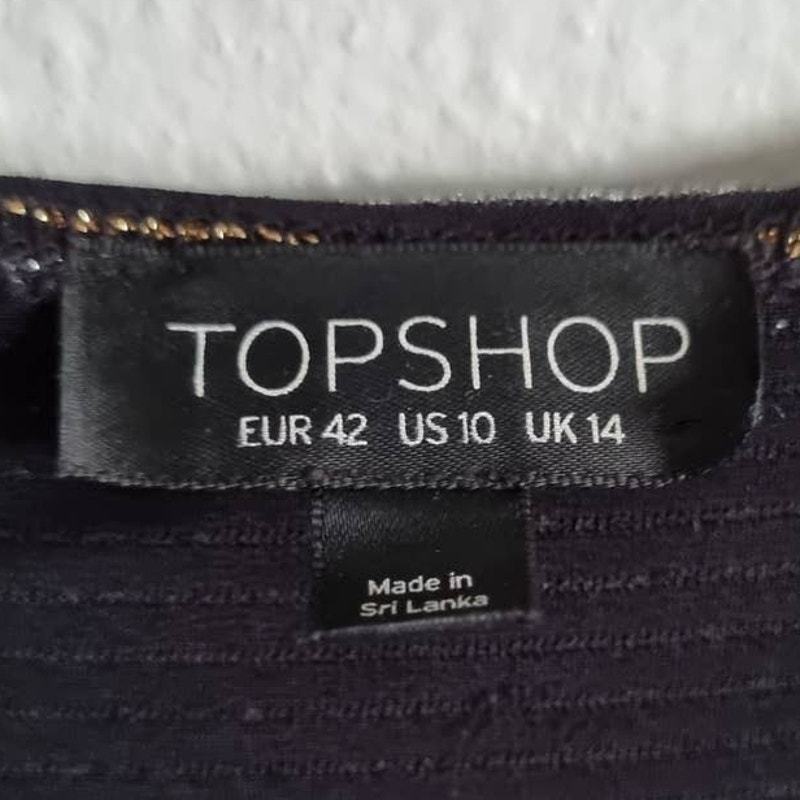 TOPSHOP
EUR 42 US 10 UK 14
Made in
Sri Lanka